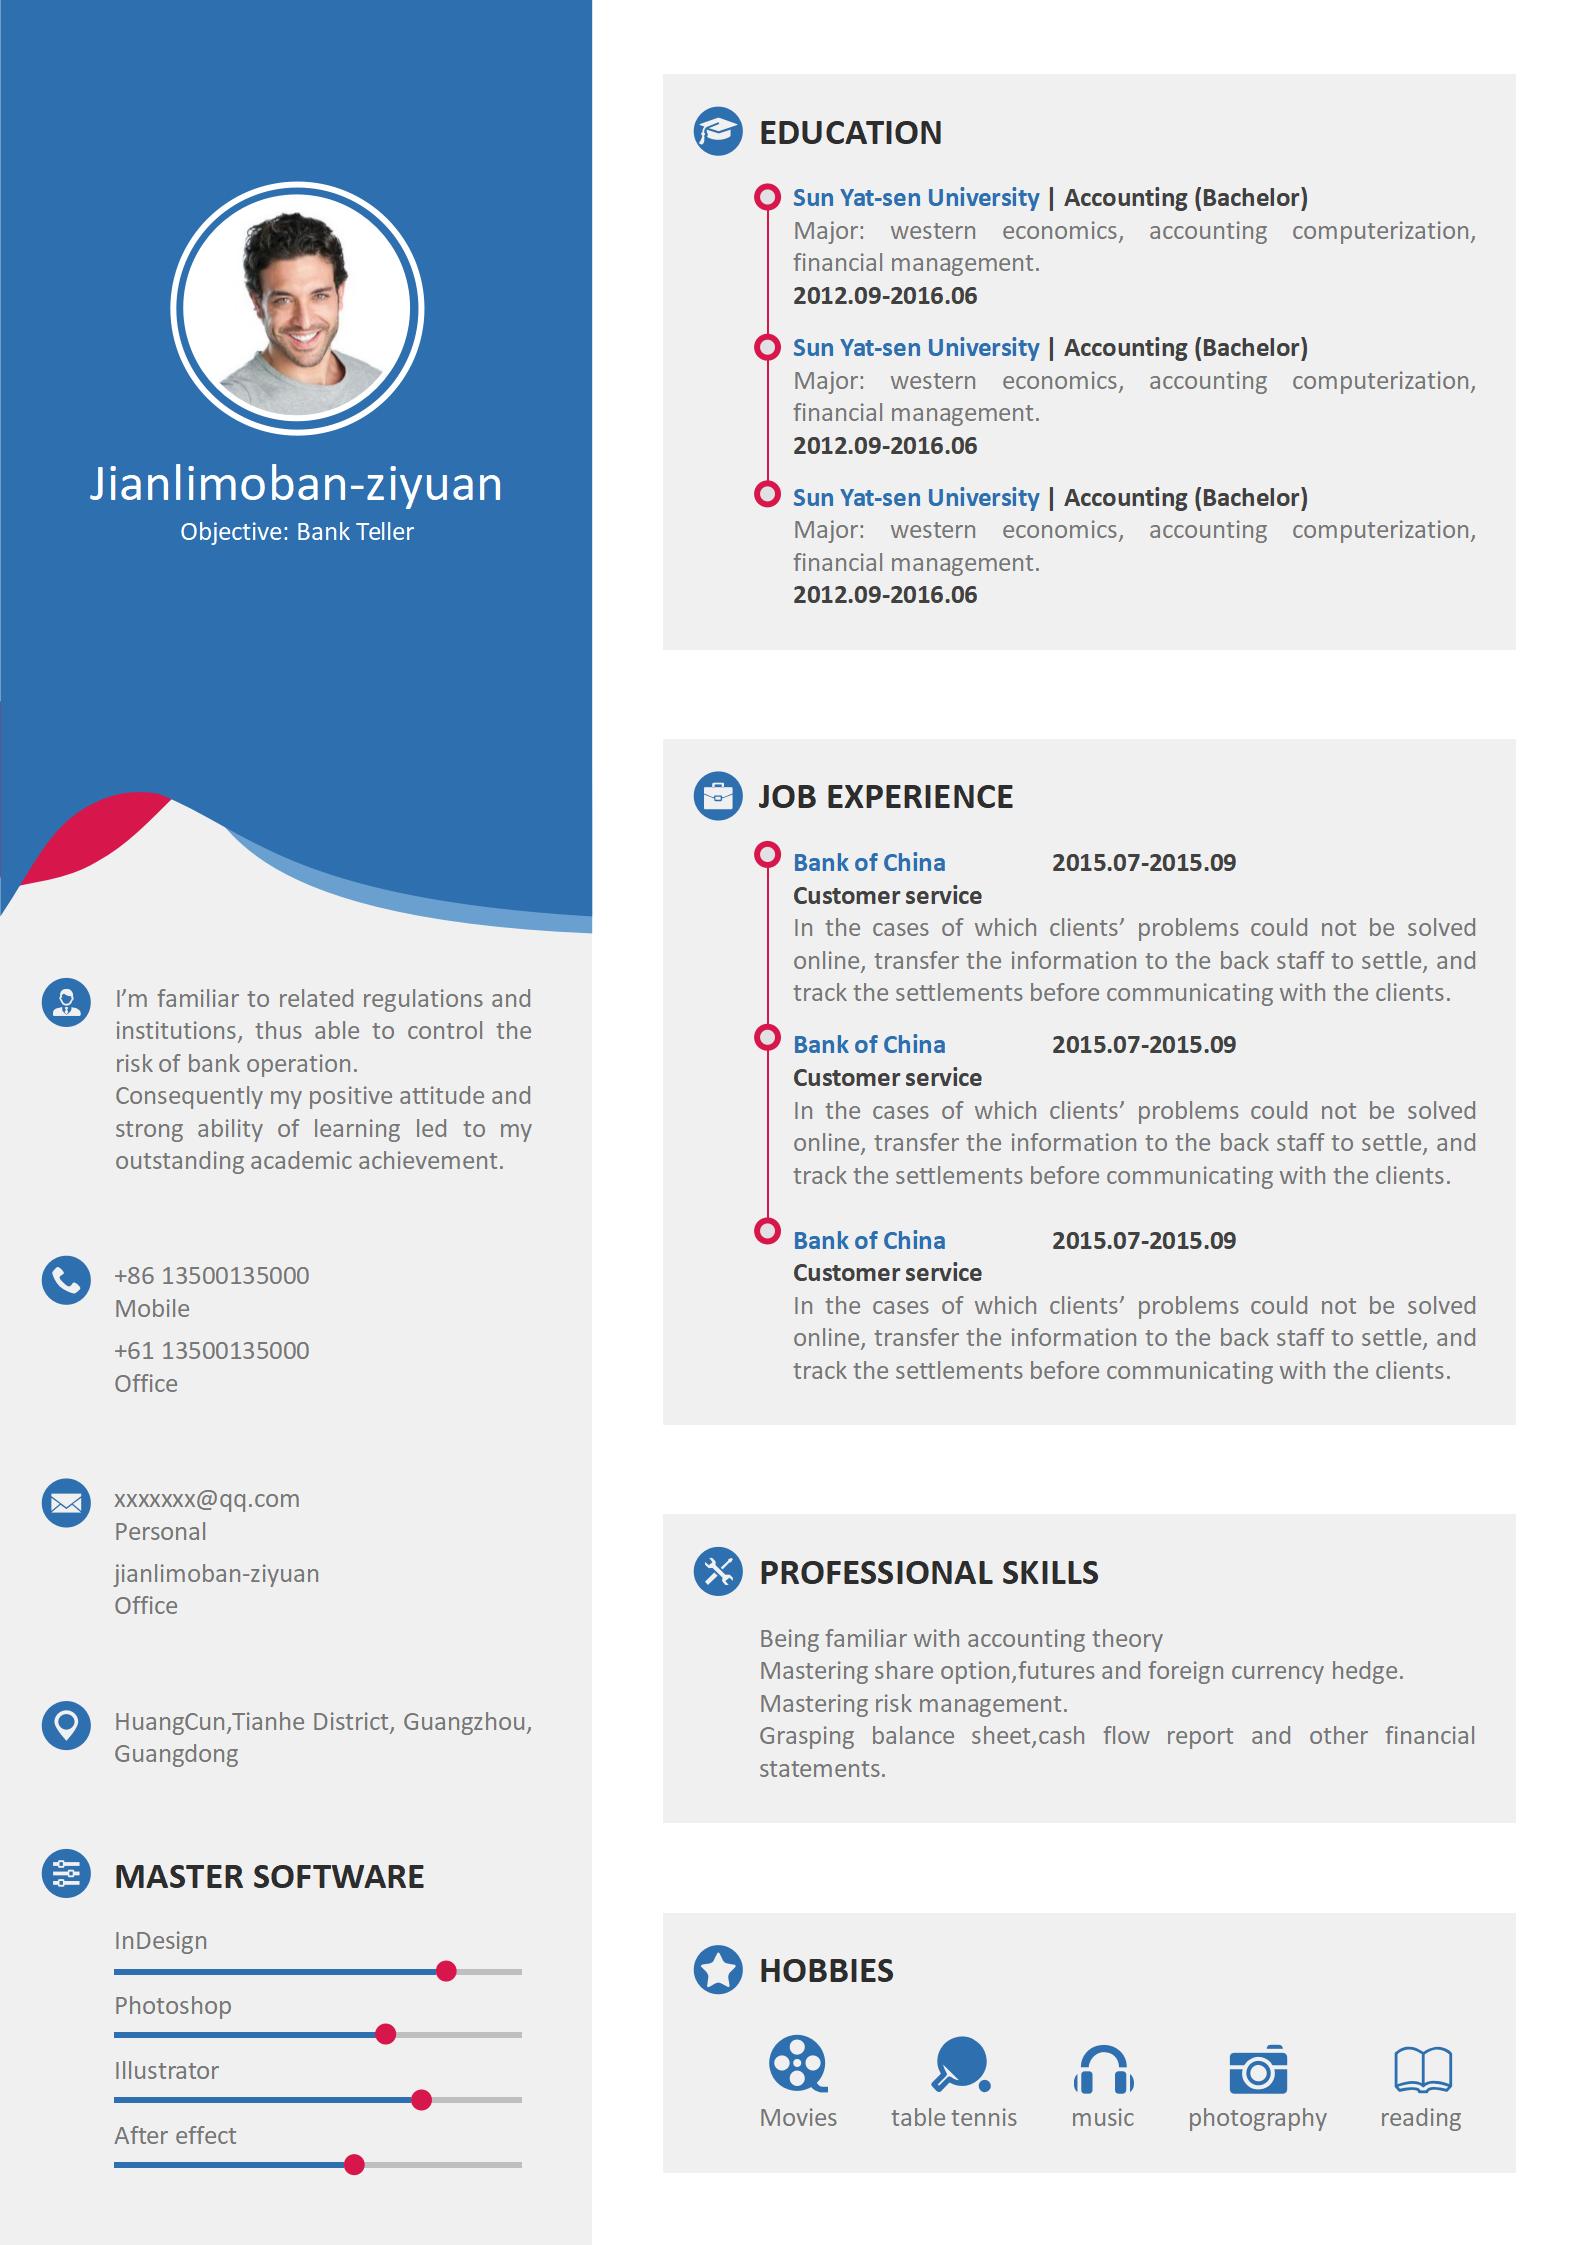 Jianlimoban-ziyuan
Objective: Bank Teller
I’m familiar to related regulations and
institutions, thus able to control the
risk of bank operation.
Consequently my positive attitude and
strong ability of learning led to my
outstanding academic achievement.
+86 13500135000
Mobile
+61 13500135000
Office
xxxxxxx@qq.com
Personal
jianlimoban-ziyuan
Office
HuangCun,Tianhe District, Guangzhou,
Guangdong
MASTER SOFTWARE
InDesign
Photoshop
Illustrator
After effect
EDUCATION
Sun Yat-sen University | Accounting (Bachelor)
Major: western economics, accounting computerization,
financial management.
2012.09-2016.06
Sun Yat-sen University | Accounting (Bachelor)
Major: western economics, accounting computerization,
financial management.
2012.09-2016.06
Sun Yat-sen University | Accounting (Bachelor)
Major: western economics, accounting computerization,
financial management.
2012.09-2016.06
JOB EXPERIENCE
Bank of China 2015.07-2015.09
Customer service
In the cases of which clients’ problems could not be solved
online, transfer the information to the back staff to settle, and
track the settlements before communicating with the clients.
Bank of China 2015.07-2015.09
Customer service
In the cases of which clients’ problems could not be solved
online, transfer the information to the back staff to settle, and
track the settlements before communicating with the clients.
Bank of China 2015.07-2015.09
Customer service
In the cases of which clients’ problems could not be solved
online, transfer the information to the back staff to settle, and
track the settlements before communicating with the clients.
PROFESSIONAL SKILLS
Being familiar with accounting theory
Mastering share option,futures and foreign currency hedge.
Mastering risk management.
Grasping balance sheet,cash flow report and other financial
statements.
HOBBIES
Movies table tennis music photography reading